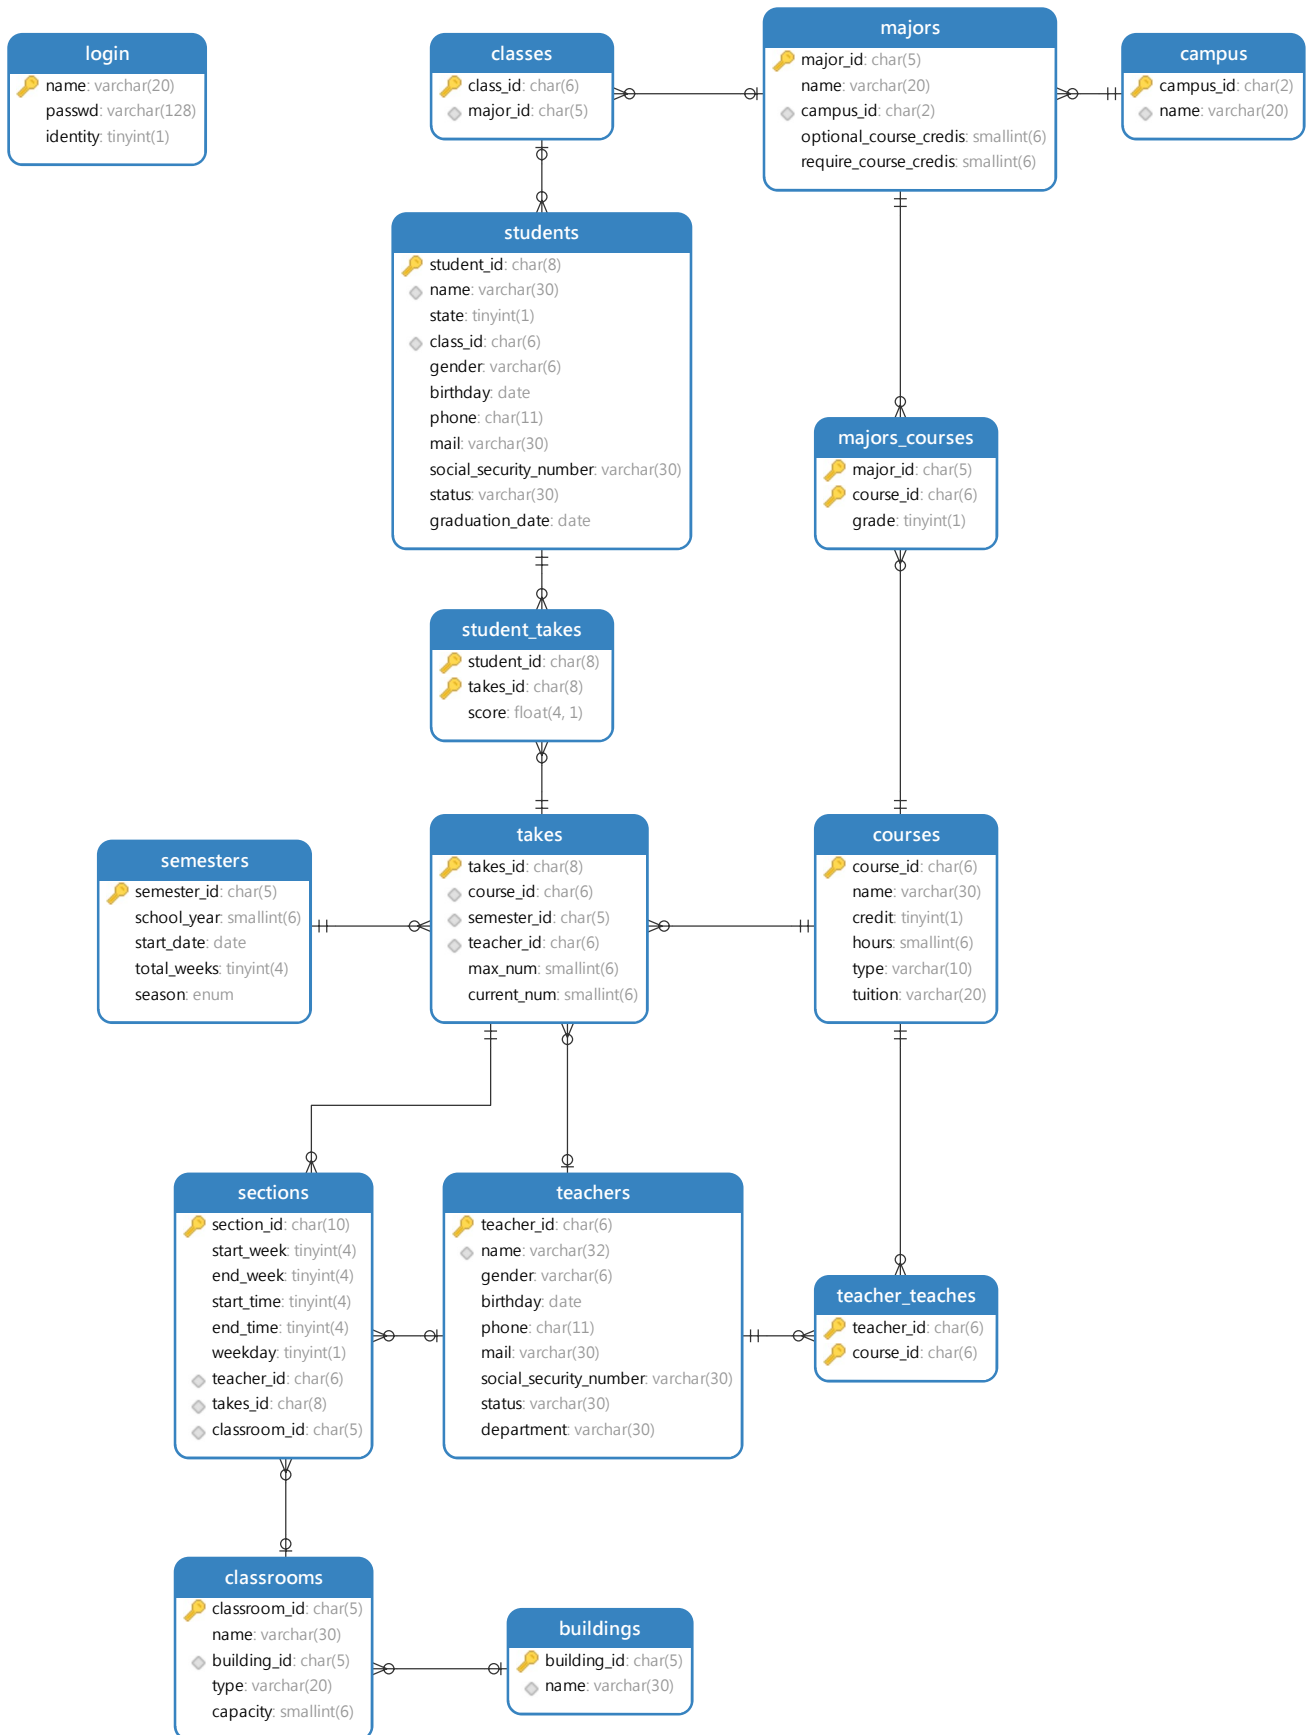 login
name: varchar(20)
passwd: varchar(128)
identity: tinyint(1)
classes
class_id: char(6)
major_id: char(5)
majors
major_id: char(5)
name: varchar(20)
campus_id: char(2)
optional_course_credis: smallint(6)
require_course_credis: smallint(6)
campus
campus_id: char(2)
name: varchar(20)
students
student_id: char(8)
name: varchar(30)
state: tinyint(1)
class_id: char(6)
gender: varchar(6)
birthday: date
phone: char(11)
mail: varchar(30)
social_security_number: varchar(30)
status: varchar(30)
graduation_date: date
majors_courses
major_id: char(5)
course_id: char(6)
grade: tinyint(1)
student_takes
student_id: char(8)
takes_id: char(8)
score: float(4, 1)
semesters
semester_id: char(5)
school_year: smallint(6)
start_date: date
total_weeks: tinyint(4)
season: enum
takes
takes_id: char(8)
course_id: char(6)
semester_id: char(5)
teacher_id: char(6)
max_num: smallint(6)
current_num: smallint(6)
courses
course_id: char(6)
name: varchar(30)
credit: tinyint(1)
hours: smallint(6)
type: varchar(10)
tuition: varchar(20)
sections
section_id: char(10)
start_week: tinyint(4)
end_week: tinyint(4)
start_time: tinyint(4)
end_time: tinyint(4)
weekday: tinyint(1)
teacher_id: char(6)
takes_id: char(8)
classroom_id: char(5)
teachers
teacher_id: char(6)
name: varchar(32)
gender: varchar(6)
birthday: date
phone: char(11)
mail: varchar(30)
social_security_number: varchar(30)
status: varchar(30)
department: varchar(30)
teacher_teaches
teacher_id: char(6)
course_id: char(6)
classrooms
classroom_id: char(5)
name: varchar(30)
building_id: char(5)
type: varchar(20)
capacity: smallint(6)
buildings
building_id: char(5)
name: varchar(30)